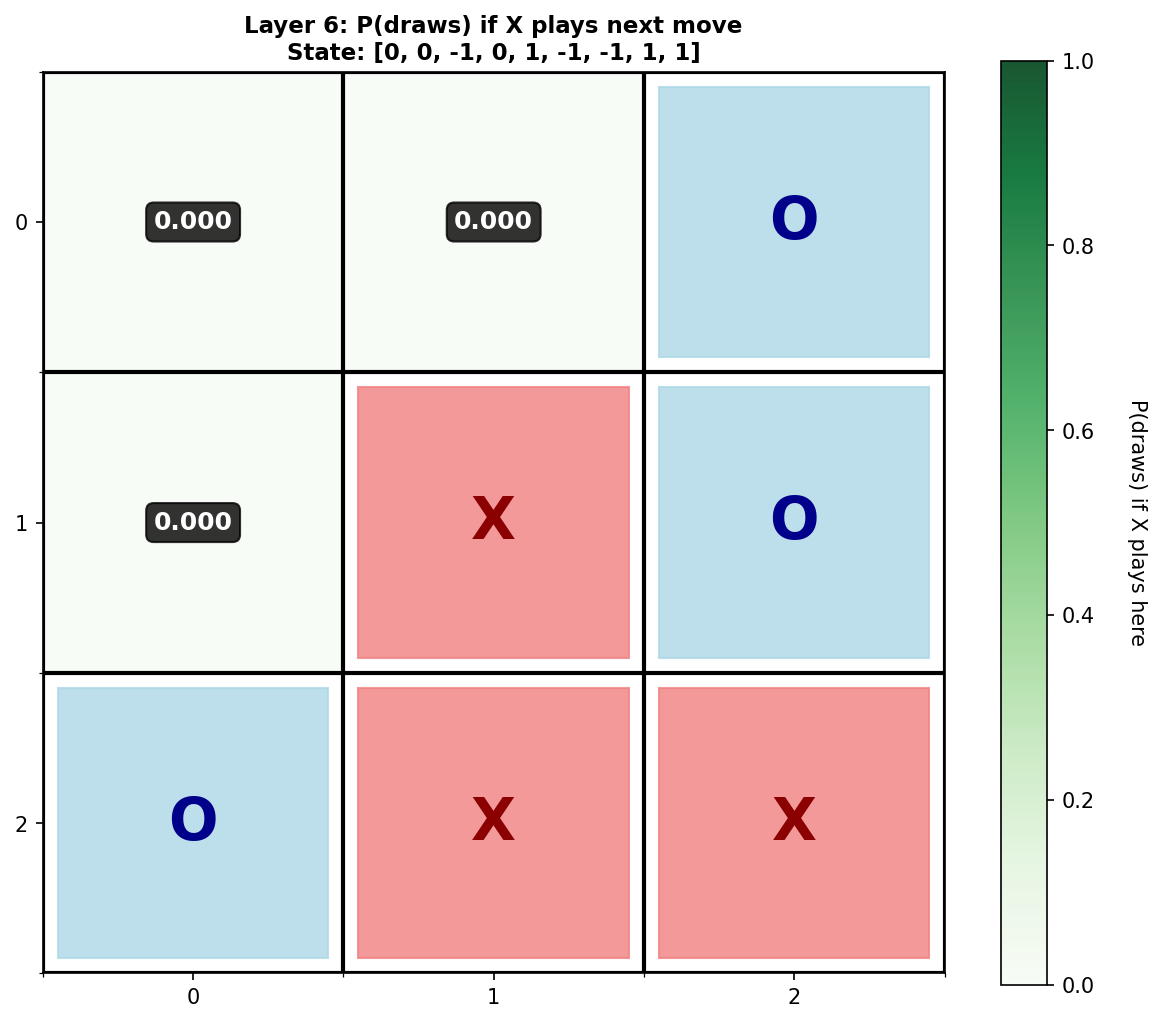 Layer 6: P(draws) if X plays next move
State: [0, 0, -1, 0, 1, -1, -1, 1, 1]
0.000
0.000
O
0
0.000
X
O
1
O
X
X
2
0
1
2
1.0
0.8
0.6
0.4
0.2
0.0
P(draws) if X plays here